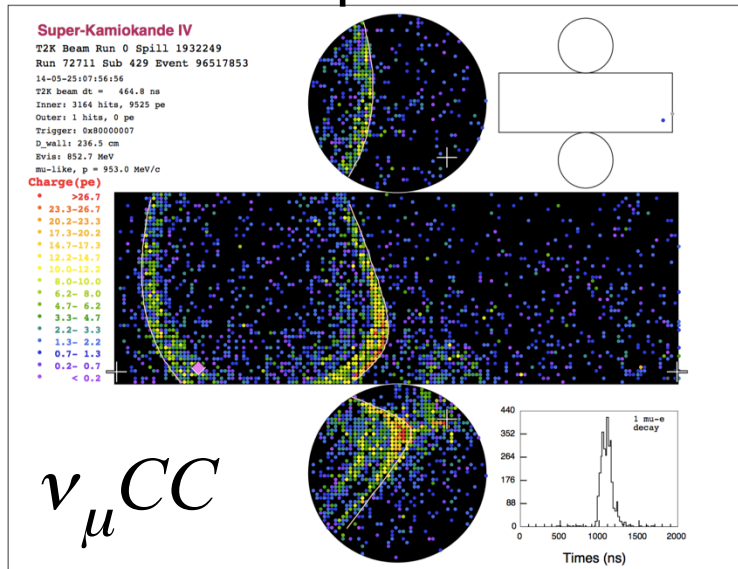 Super-Kamiokande IV
T2K Beam Run 0 Spill 1932249
Run 72711 Sub 429 Event 96517853
14-05-25:07:56:56
T2K beam dt = 464.8 ns
Inner: 3164 hits, 9525 pe
Outer: 1 hits, 0 pe
Trigger: 0x80000007
D_wall: 236.5 cm
Evis: 852.7 MeV
mu-like, p = 953.0 MeV/c
Charge(pe)
>26.7
23.3-26.7
20.2-23.3
17.3-20.2
14.7-17.3
12.2-14.7
10.0-12.2
8.0-10.0
6.2- 8.0
4.7- 6.2
3.3- 4.7
2.2- 3.3
1.3- 2.2
0.7- 1.3
0.2- 0.7
< 0.2
νμCC
440
352
264
176
88
0
1 mu-e
decay
0 500 1000 1500 2000
Times (ns)